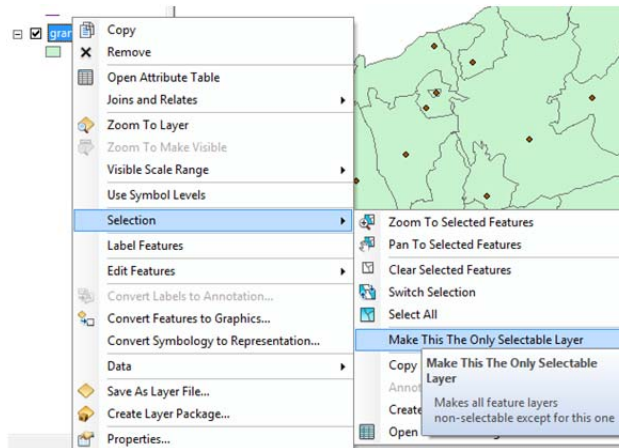 gran
Copy
Remove
Open Attribute Table
Joins and Relates
Zoom To Layer
Zoom To Make Visible
Visible Scale Range
Use Symbol Levels
Selection
Label Features
Edit Features
Convert Labels to Annotation...
Convert Features to Graphics...
Convert Symbology to Representation...
Data
Save As Layer File...
Create Layer Package...
Properties...
Zoom To Selected Features
Pan To Selected Features
Clear Selected Features
Switch Selection
Select All
Make This The Only Selectable Layer
Copy
Annot
Create
Open
Make This The Only Selectable
Layer
Makes all feature layers
non-selectable except for this one